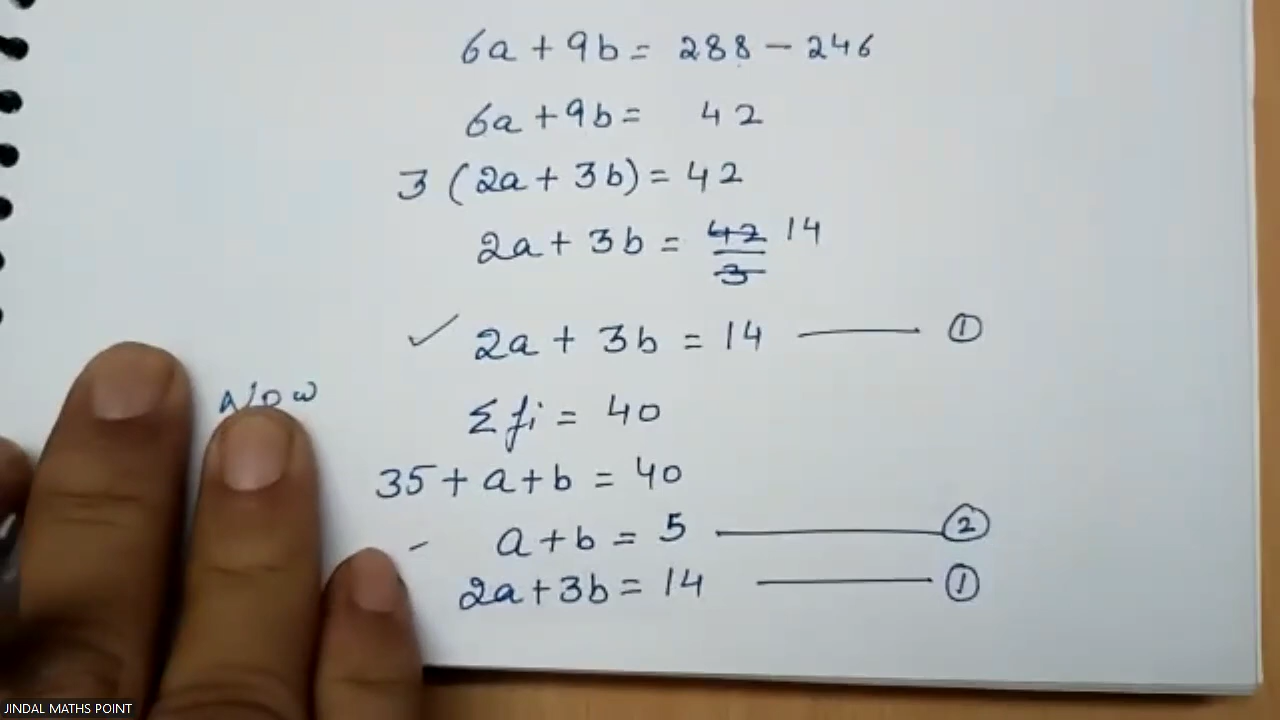 6a + 9b = 288 - 246
6a + 9b = 42
3 (2a + 3b) = 42
2a + 3b = 42/3 14
✓ 2a + 3b = 14 ——— ①
Now
Σfi = 40
35 + a + b = 40
- a + b = 5 ——— ②
2a + 3b = 14 ——— ①
JINDAL MATHS POINT